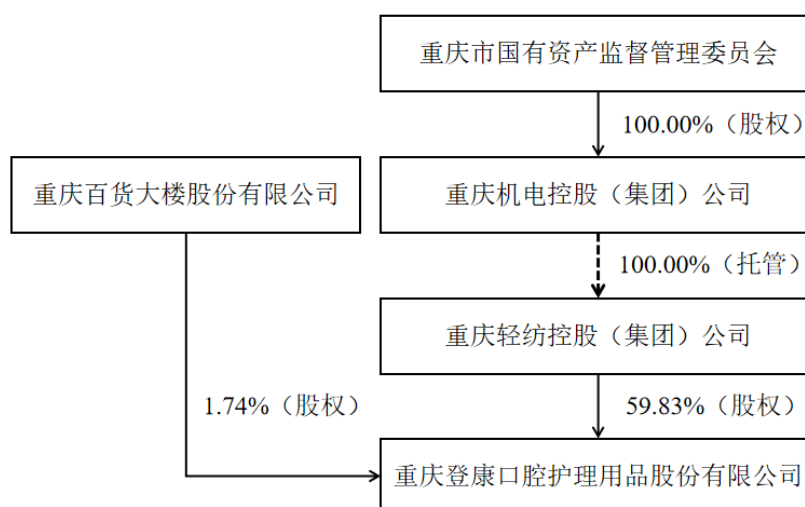 重庆市国有资产监督管理委员会
100.00%（股权）
重庆百货大楼股份有限公司
重庆机电控股（集团）公司
100.00%（托管）
重庆轻纺控股（集团）公司
1.74%（股权）
59.83%（股权）
重庆登康口腔护理用品股份有限公司